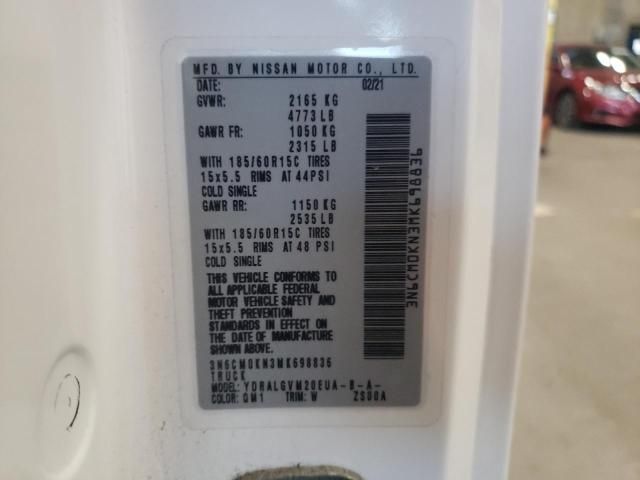 MFD. BY NISSAN MOTOR CO., LTD.
DATE: 02/21
GVWR: 2165 KG
4773 LB
GAWR FR: 1050 KG
2315 LB
WITH 185/60R15C TIRES
15x5.5 RIMS AT 44PSI
COLD SINGLE
GAWR RR: 1150 KG
2535 LB
WITH 185/60R15C TIRES
15x5.5 RIMS AT 48 PSI
COLD SINGLE
THIS VEHICLE CONFORMS TO
ALL APPLICABLE FEDERAL
MOTOR VEHICLE SAFETY AND
THEFT PREVENTION
STANDARDS IN EFFECT ON
THE DATE OF MANUFACTURE
SHOWN ABOVE.
3N6CM0KN3MK698836
TRUCK
MODEL: YDRALGVM20EUA-B-A-
COLOR: QM1 TRIM: W ZS00A
3N6CM0KN3MK698836